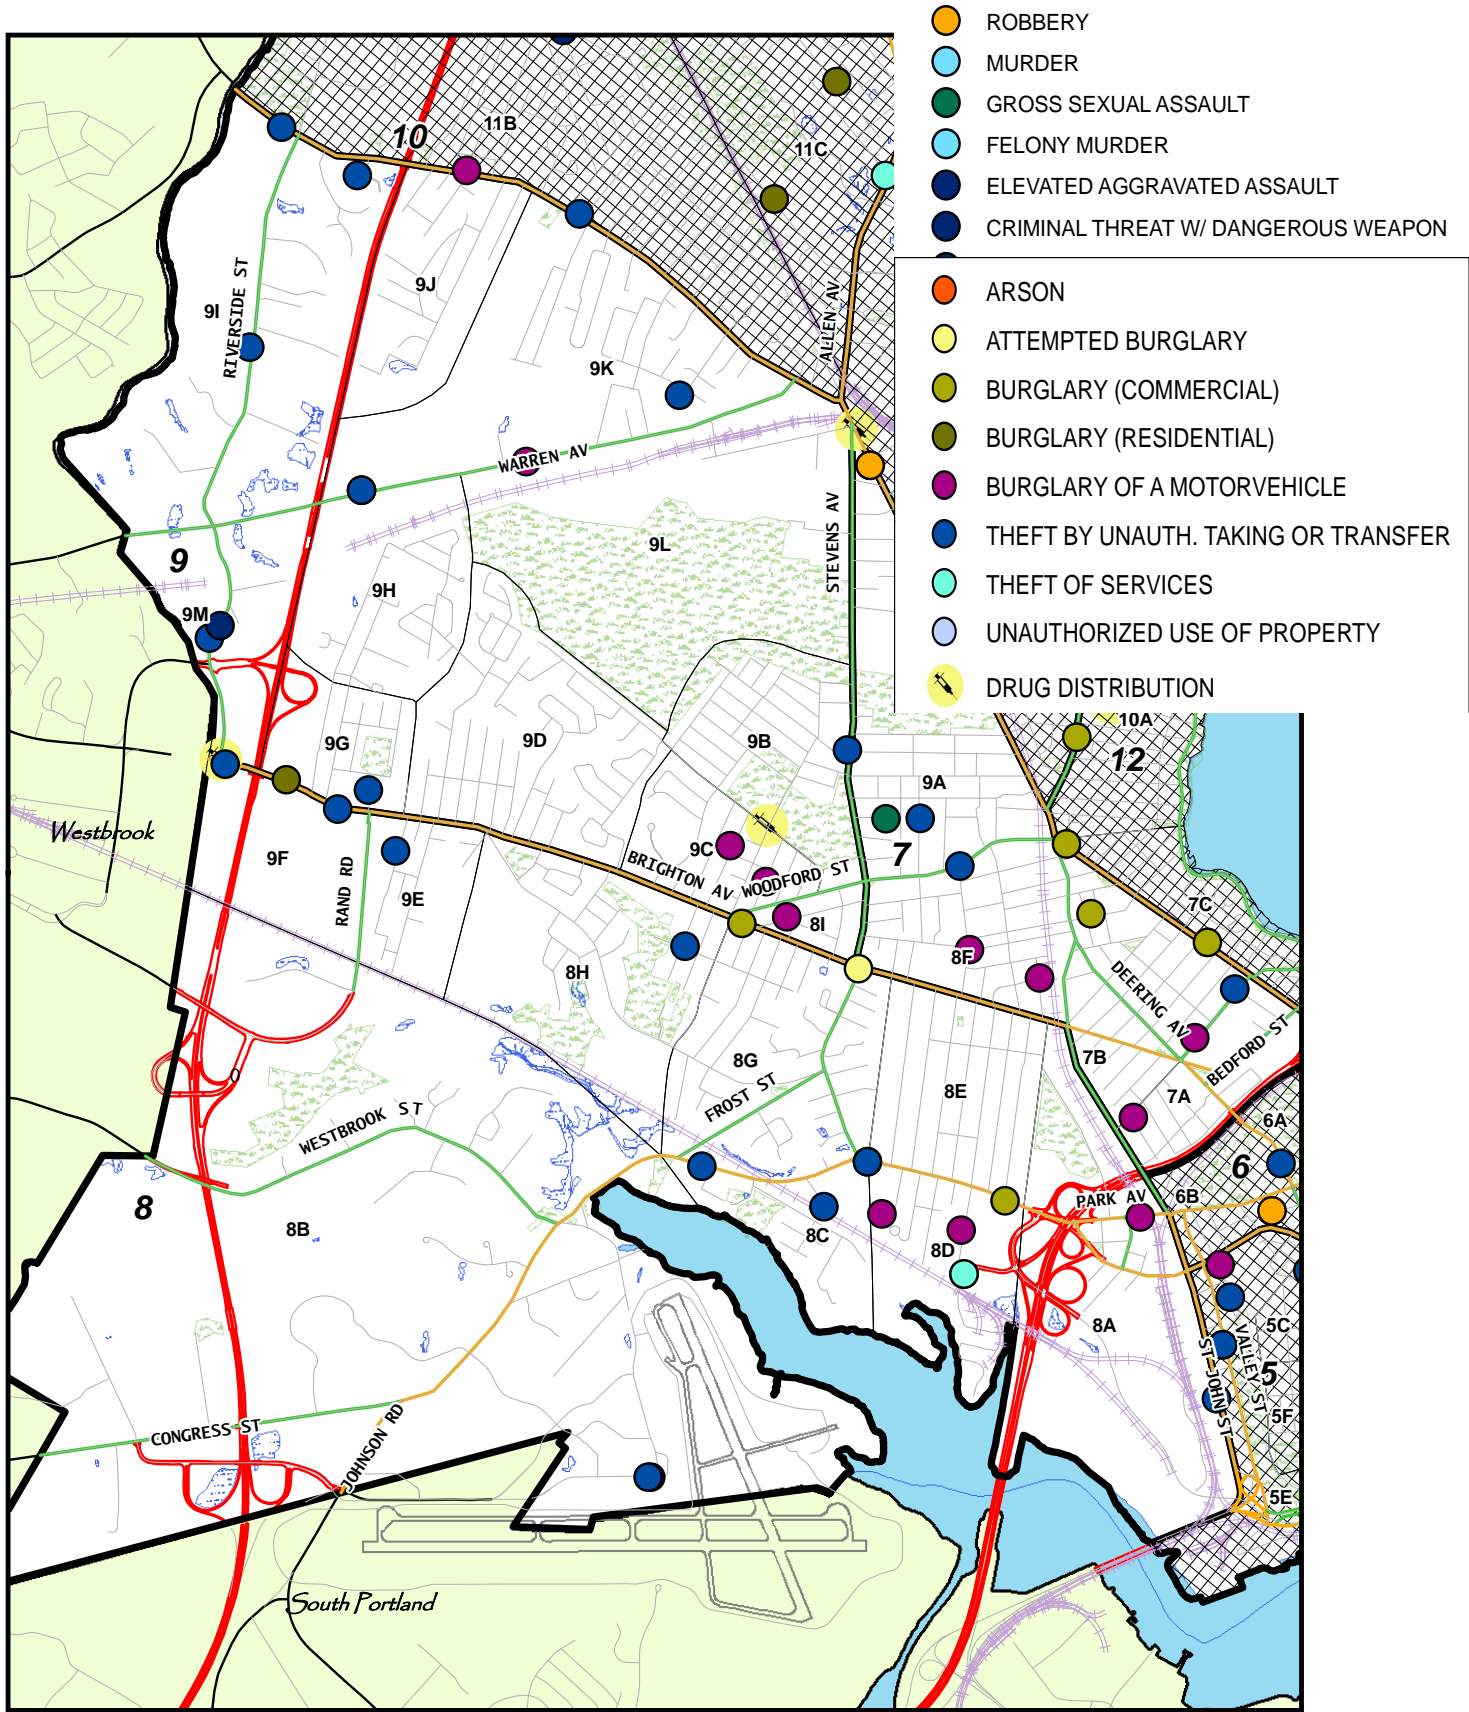 ROBBERY
MURDER
GROSS SEXUAL ASSAULT
FELONY MURDER
ELEVATED AGGRAVATED ASSAULT
CRIMINAL THREAT W/ DANGEROUS WEAPON
ARSON
ATTEMPTED BURGLARY
BURGLARY (COMMERCIAL)
BURGLARY (RESIDENTIAL)
BURGLARY OF A MOTORVEHICLE
THEFT BY UNAUTH. TAKING OR TRANSFER
THEFT OF SERVICES
UNAUTHORIZED USE OF PROPERTY
DRUG DISTRIBUTION
10
11B
11C
9J
9I
RIVERSIDE ST
ALLEN AV
9K
WARREN AV
STEVENS AV
9L
9
9H
9M
10A
12
9G
9D
9B
9A
Westbrook
9F
RAND RD
9E
9C
BRIGHTON AV
WOODFORD ST
7
8I
7C
8F
8H
DEERING AV
BEDFORD ST
8G
7B
FROST ST
8E
7A
6A
WESTBROOK ST
6
8
8B
PARK AV
6B
8C
8D
8A
5C
VALLEY ST
ST JOHN ST
5
5F
CONGRESS ST
JOHNSON RD
5E
South Portland